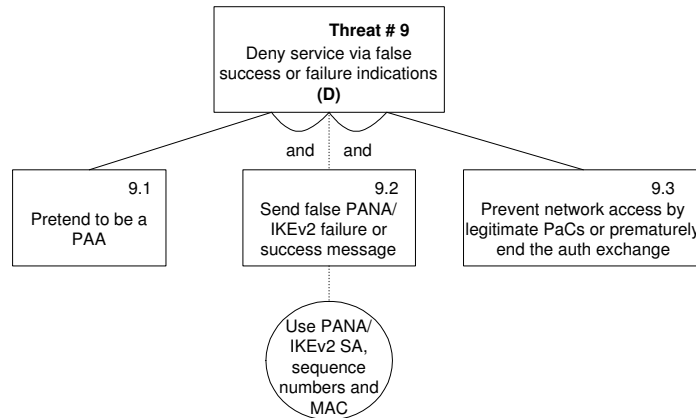 Threat # 9
Deny service via false
success or failure indications
(D)
and and
9.1
Pretend to be a
PAA
9.2
Send false PANA/
IKEv2 failure or
success message
9.3
Prevent network access by
legitimate PaCs or prematurely
end the auth exchange
Use PANA/
IKEv2 SA,
sequence
numbers and
MAC